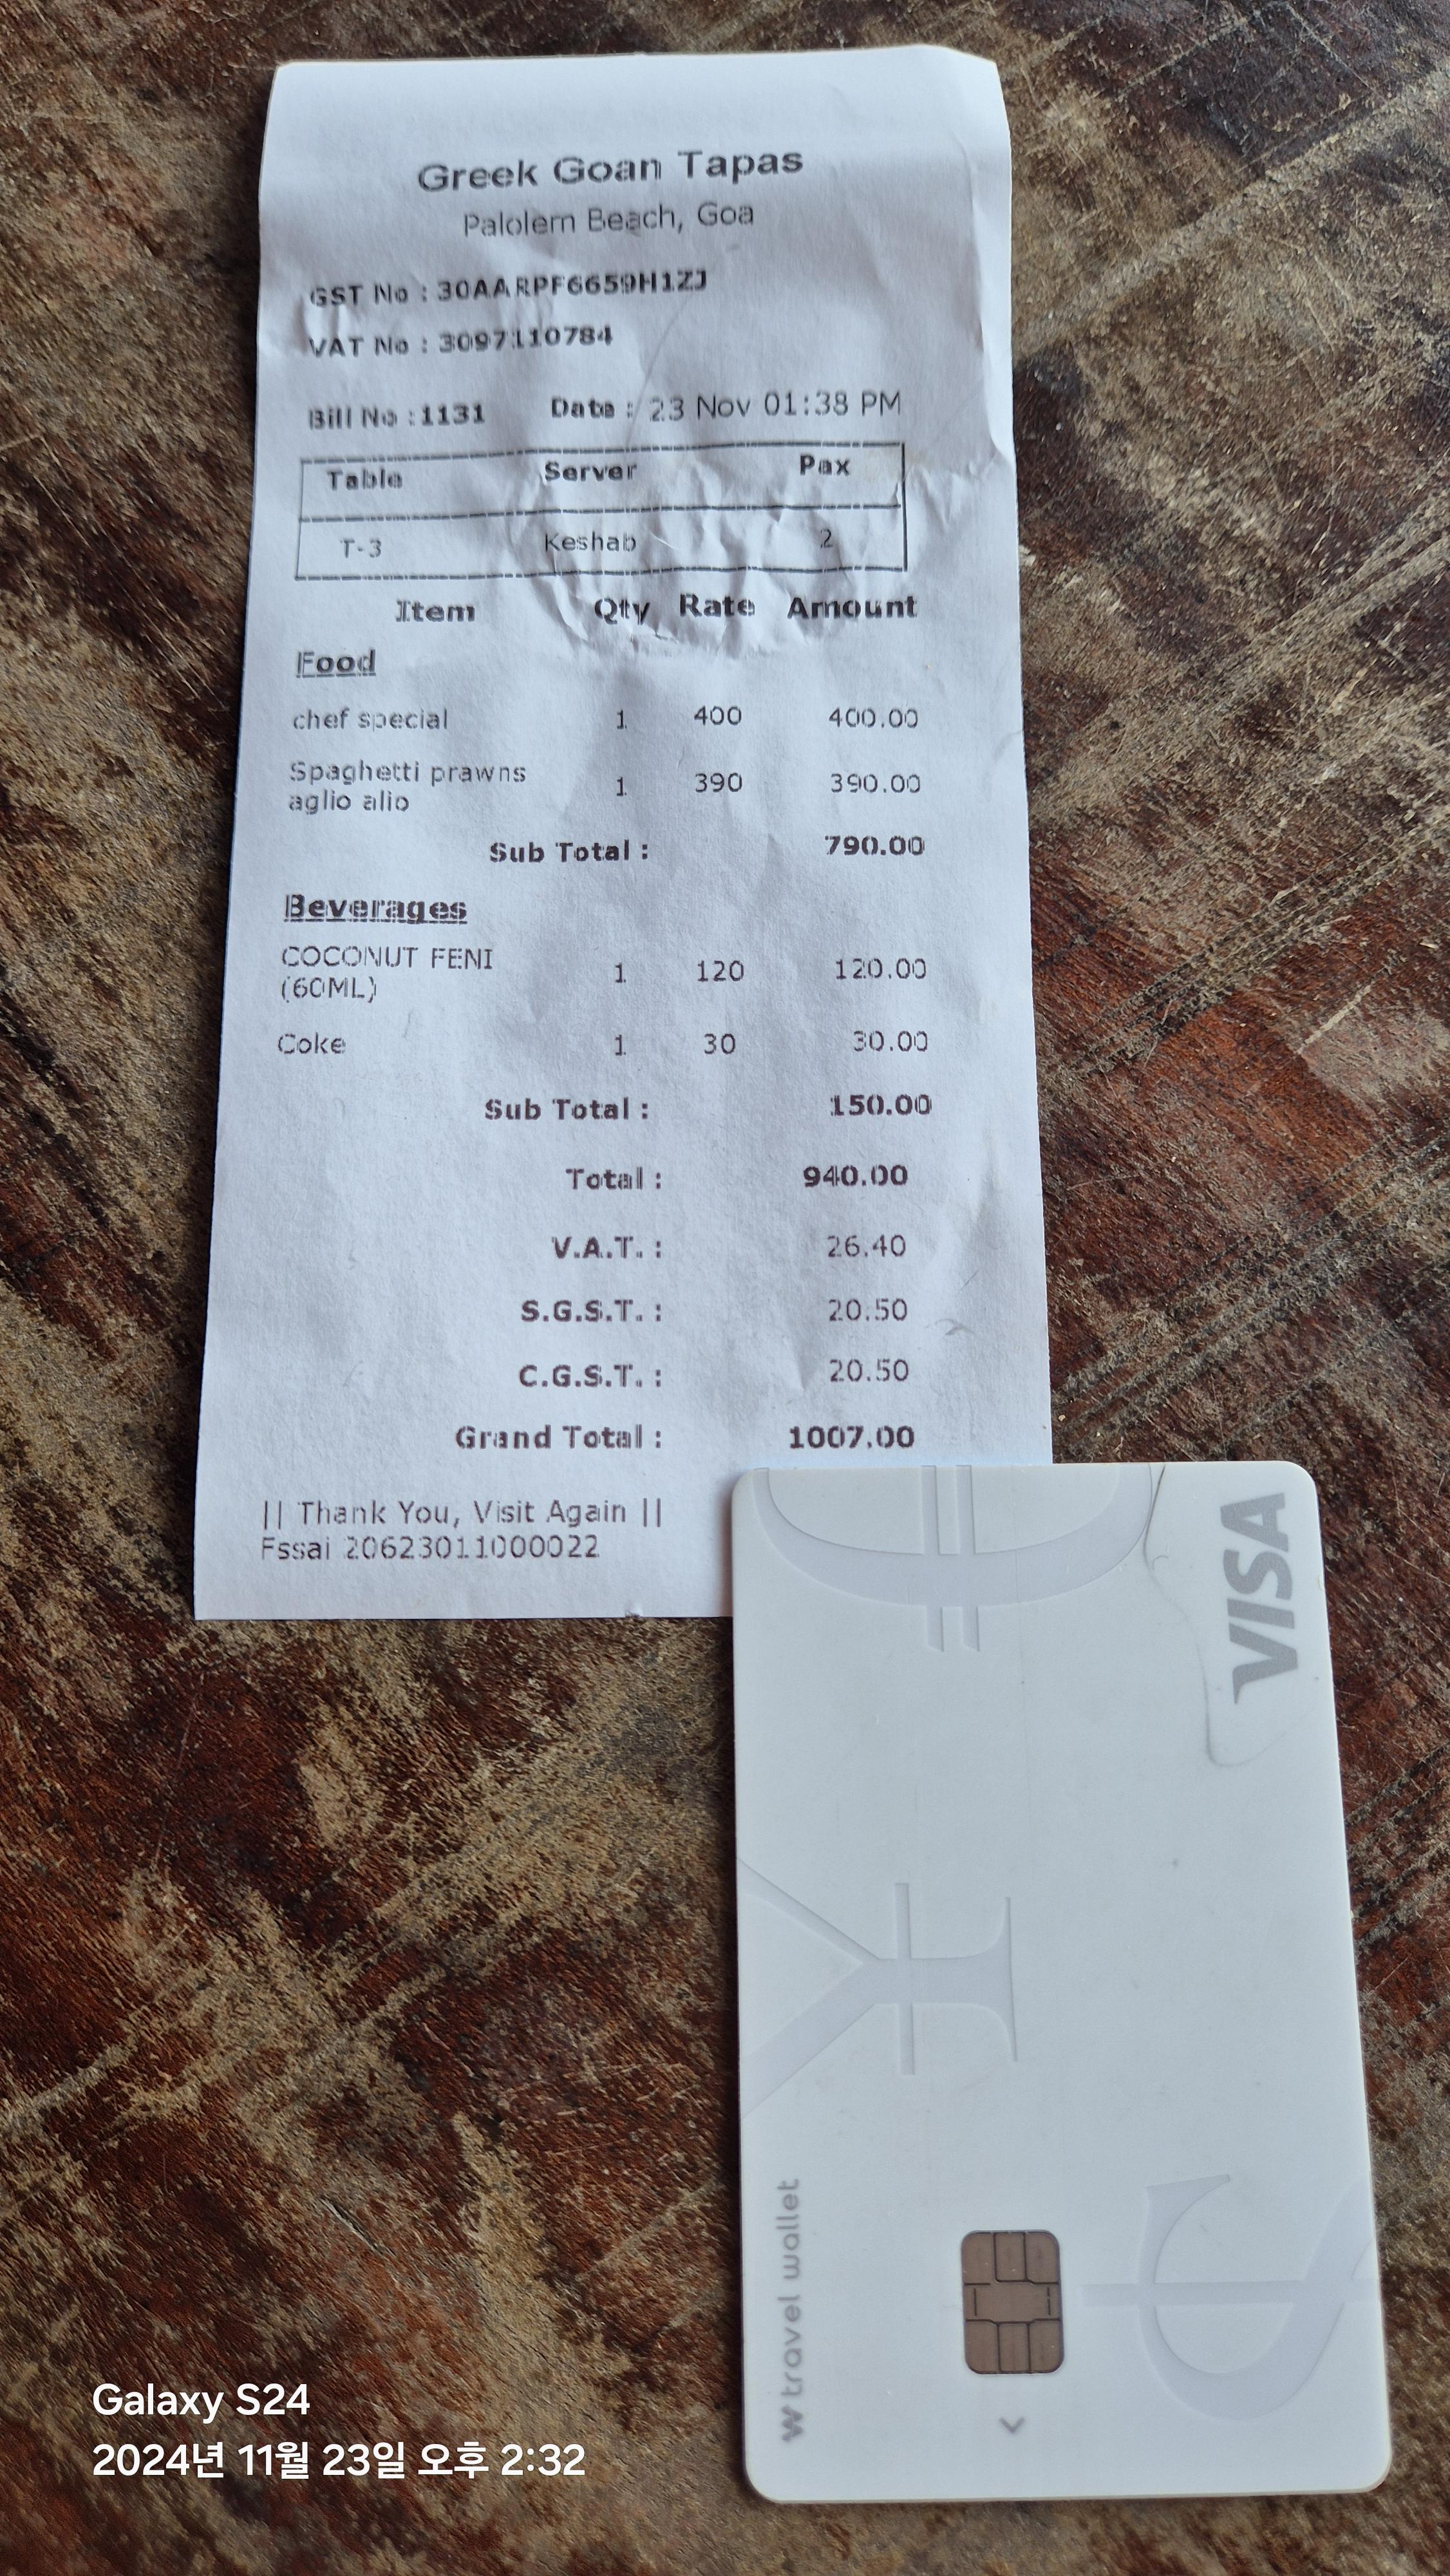 Greek Goan Tapas
Palolem Beach, Goa
GST No : 30AARPF6659H1ZJ
VAT No : 3097110784
Bill No :1131 Date : 23 Nov 01:38 PM
Table Server Pax
T-3 Keshab 2
Item Qty Rate Amount
Food
chef special 1 400 400.00
Spaghetti prawns
aglio alio 1 390 390.00
Sub Total : 790.00
Beverages
COCONUT FENI
(60ML) 1 120 120.00
Coke 1 30 30.00
Sub Total : 150.00
Total : 940.00
V.A.T. : 26.40
S.G.S.T. : 20.50
C.G.S.T. : 20.50
Grand Total : 1007.00
|| Thank You, Visit Again ||
Fssai 20623011000022
VISA
travel wallet
Galaxy S24
2024년 11월 23일 오후 2:32